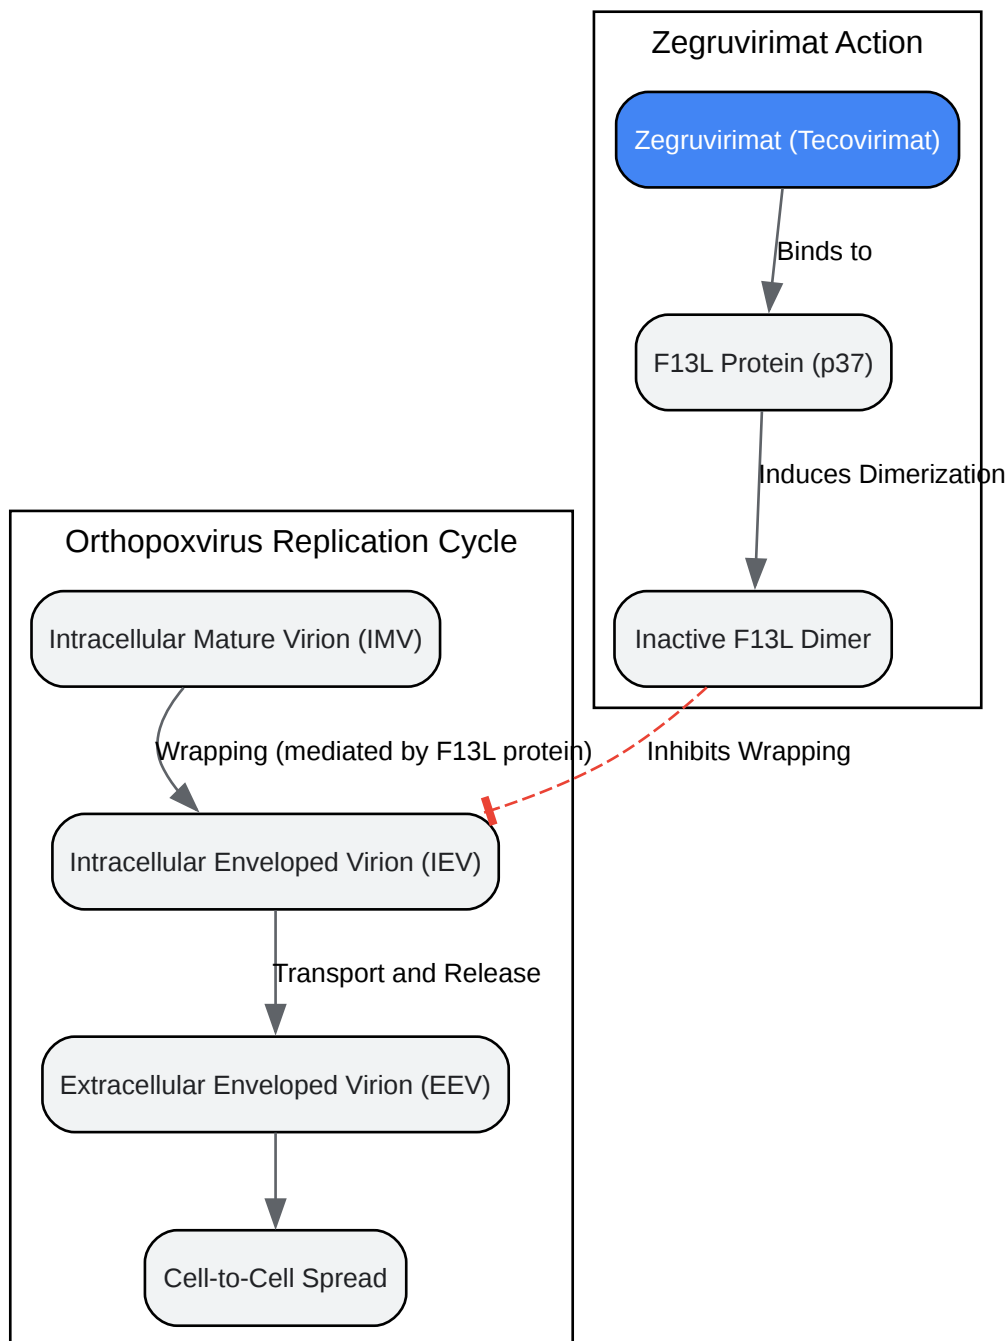 Zegruvirimat Action
Zegruvirimat (Tecovirimat)
Binds to
F13L Protein (p37)
Induces Dimerization
Inactive F13L Dimer
Inhibits Wrapping
Orthopoxvirus Replication Cycle
Intracellular Mature Virion (IMV)
Wrapping (mediated by F13L protein)
Intracellular Enveloped Virion (IEV)
Transport and Release
Extracellular Enveloped Virion (EEV)
Cell-to-Cell Spread